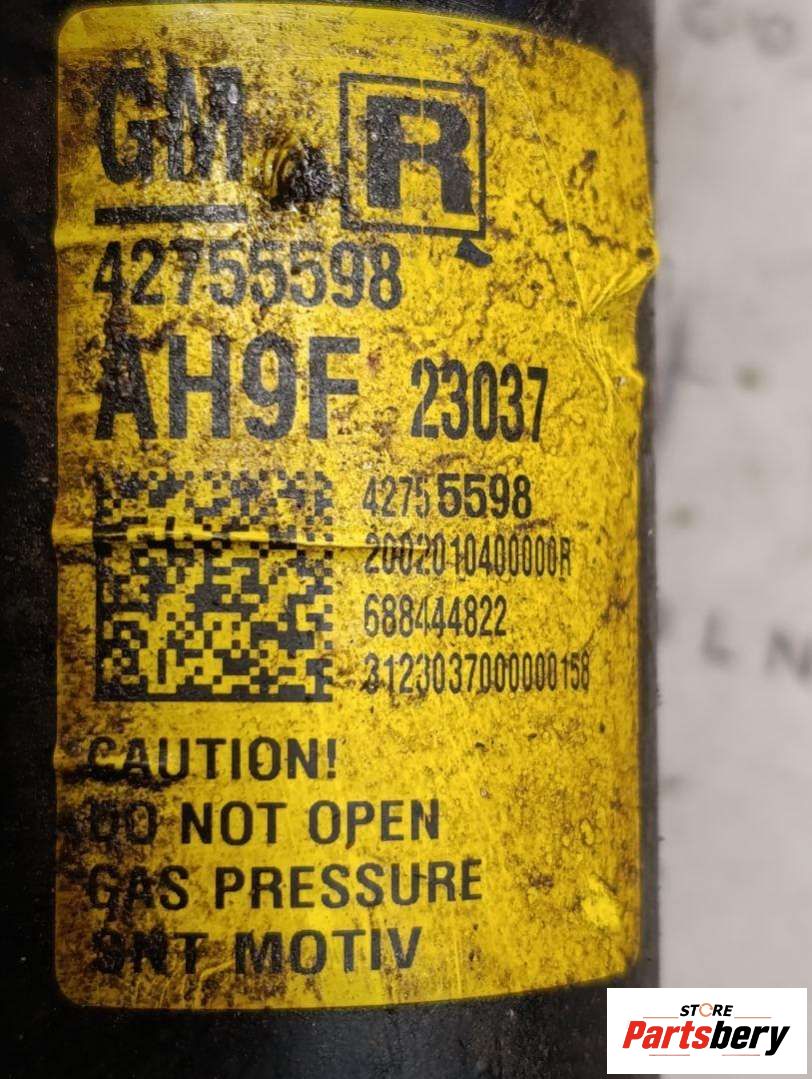 GM R
42755598
AH9F 23037
42755598
2002010400000R
688444822
3123037000000158
CAUTION!
DO NOT OPEN
GAS PRESSURE
SNT MOTIV
STORE
Partsbery